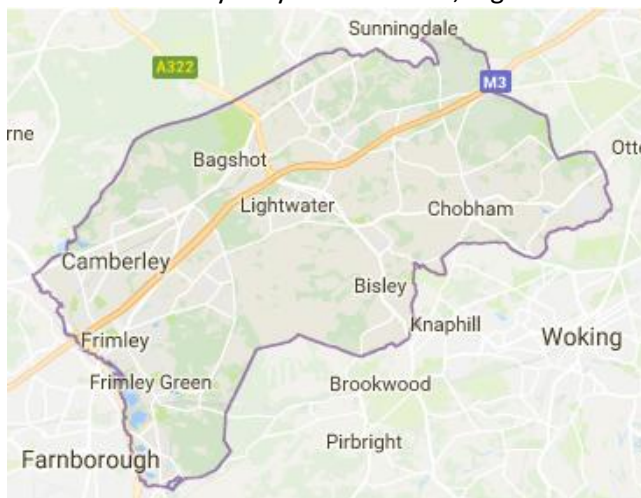 Sunningdale
A322
M3
rne
Otte
Bagshot
Lightwater
Chobham
Camberley
Bisley
Frimley
Knaphill
Woking
Frimley Green
Brookwood
Pirbright
Farnborough